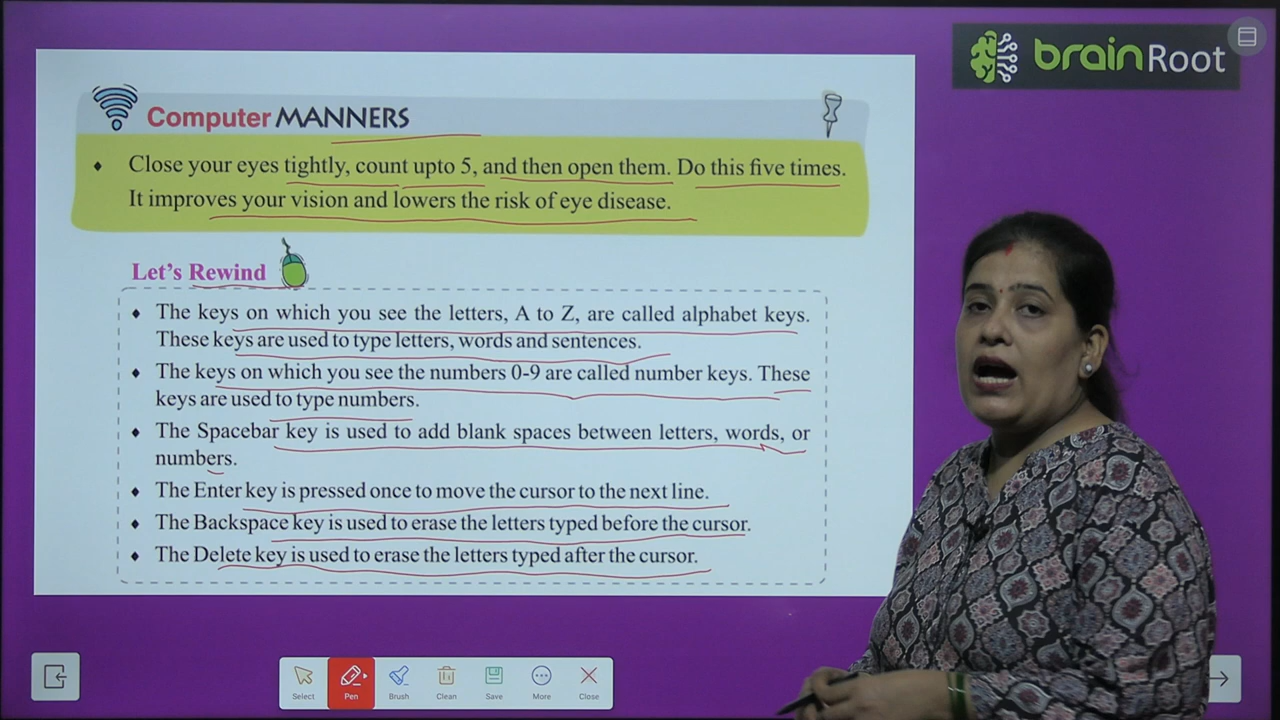 brainRoot
Computer MANNERS
♦ Close your eyes tightly, count upto 5, and then open them. Do this five times.
It improves your vision and lowers the risk of eye disease.
Let's Rewind
♦ The keys on which you see the letters, A to Z, are called alphabet keys.
These keys are used to type letters, words and sentences.
♦ The keys on which you see the numbers 0-9 are called number keys. These
keys are used to type numbers.
♦ The Spacebar key is used to add blank spaces between letters, words, or
numbers.
♦ The Enter key is pressed once to move the cursor to the next line.
♦ The Backspace key is used to erase the letters typed before the cursor.
♦ The Delete key is used to erase the letters typed after the cursor.
Select Pen Brush Clean Save More Close